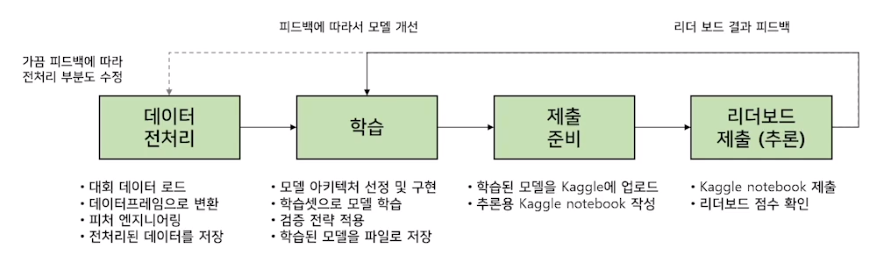 피드백에 따라서 모델 개선
리더 보드 결과 피드백
가끔 피드백에 따라
전처리 부분도 수정
데이터
전처리
학습
제출
준비
리더보드
제출 (추론)
• 대회 데이터 로드
• 데이터프레임으로 변환
• 피처 엔지니어링
• 전처리된 데이터를 저장
• 모델 아키텍처 선정 및 구현
• 학습셋으로 모델 학습
• 검증 전략 적용
• 학습된 모델을 파일로 저장
• 학습된 모델을 Kaggle에 업로드
• 추론용 Kaggle notebook 작성
• Kaggle notebook 제출
• 리더보드 점수 확인